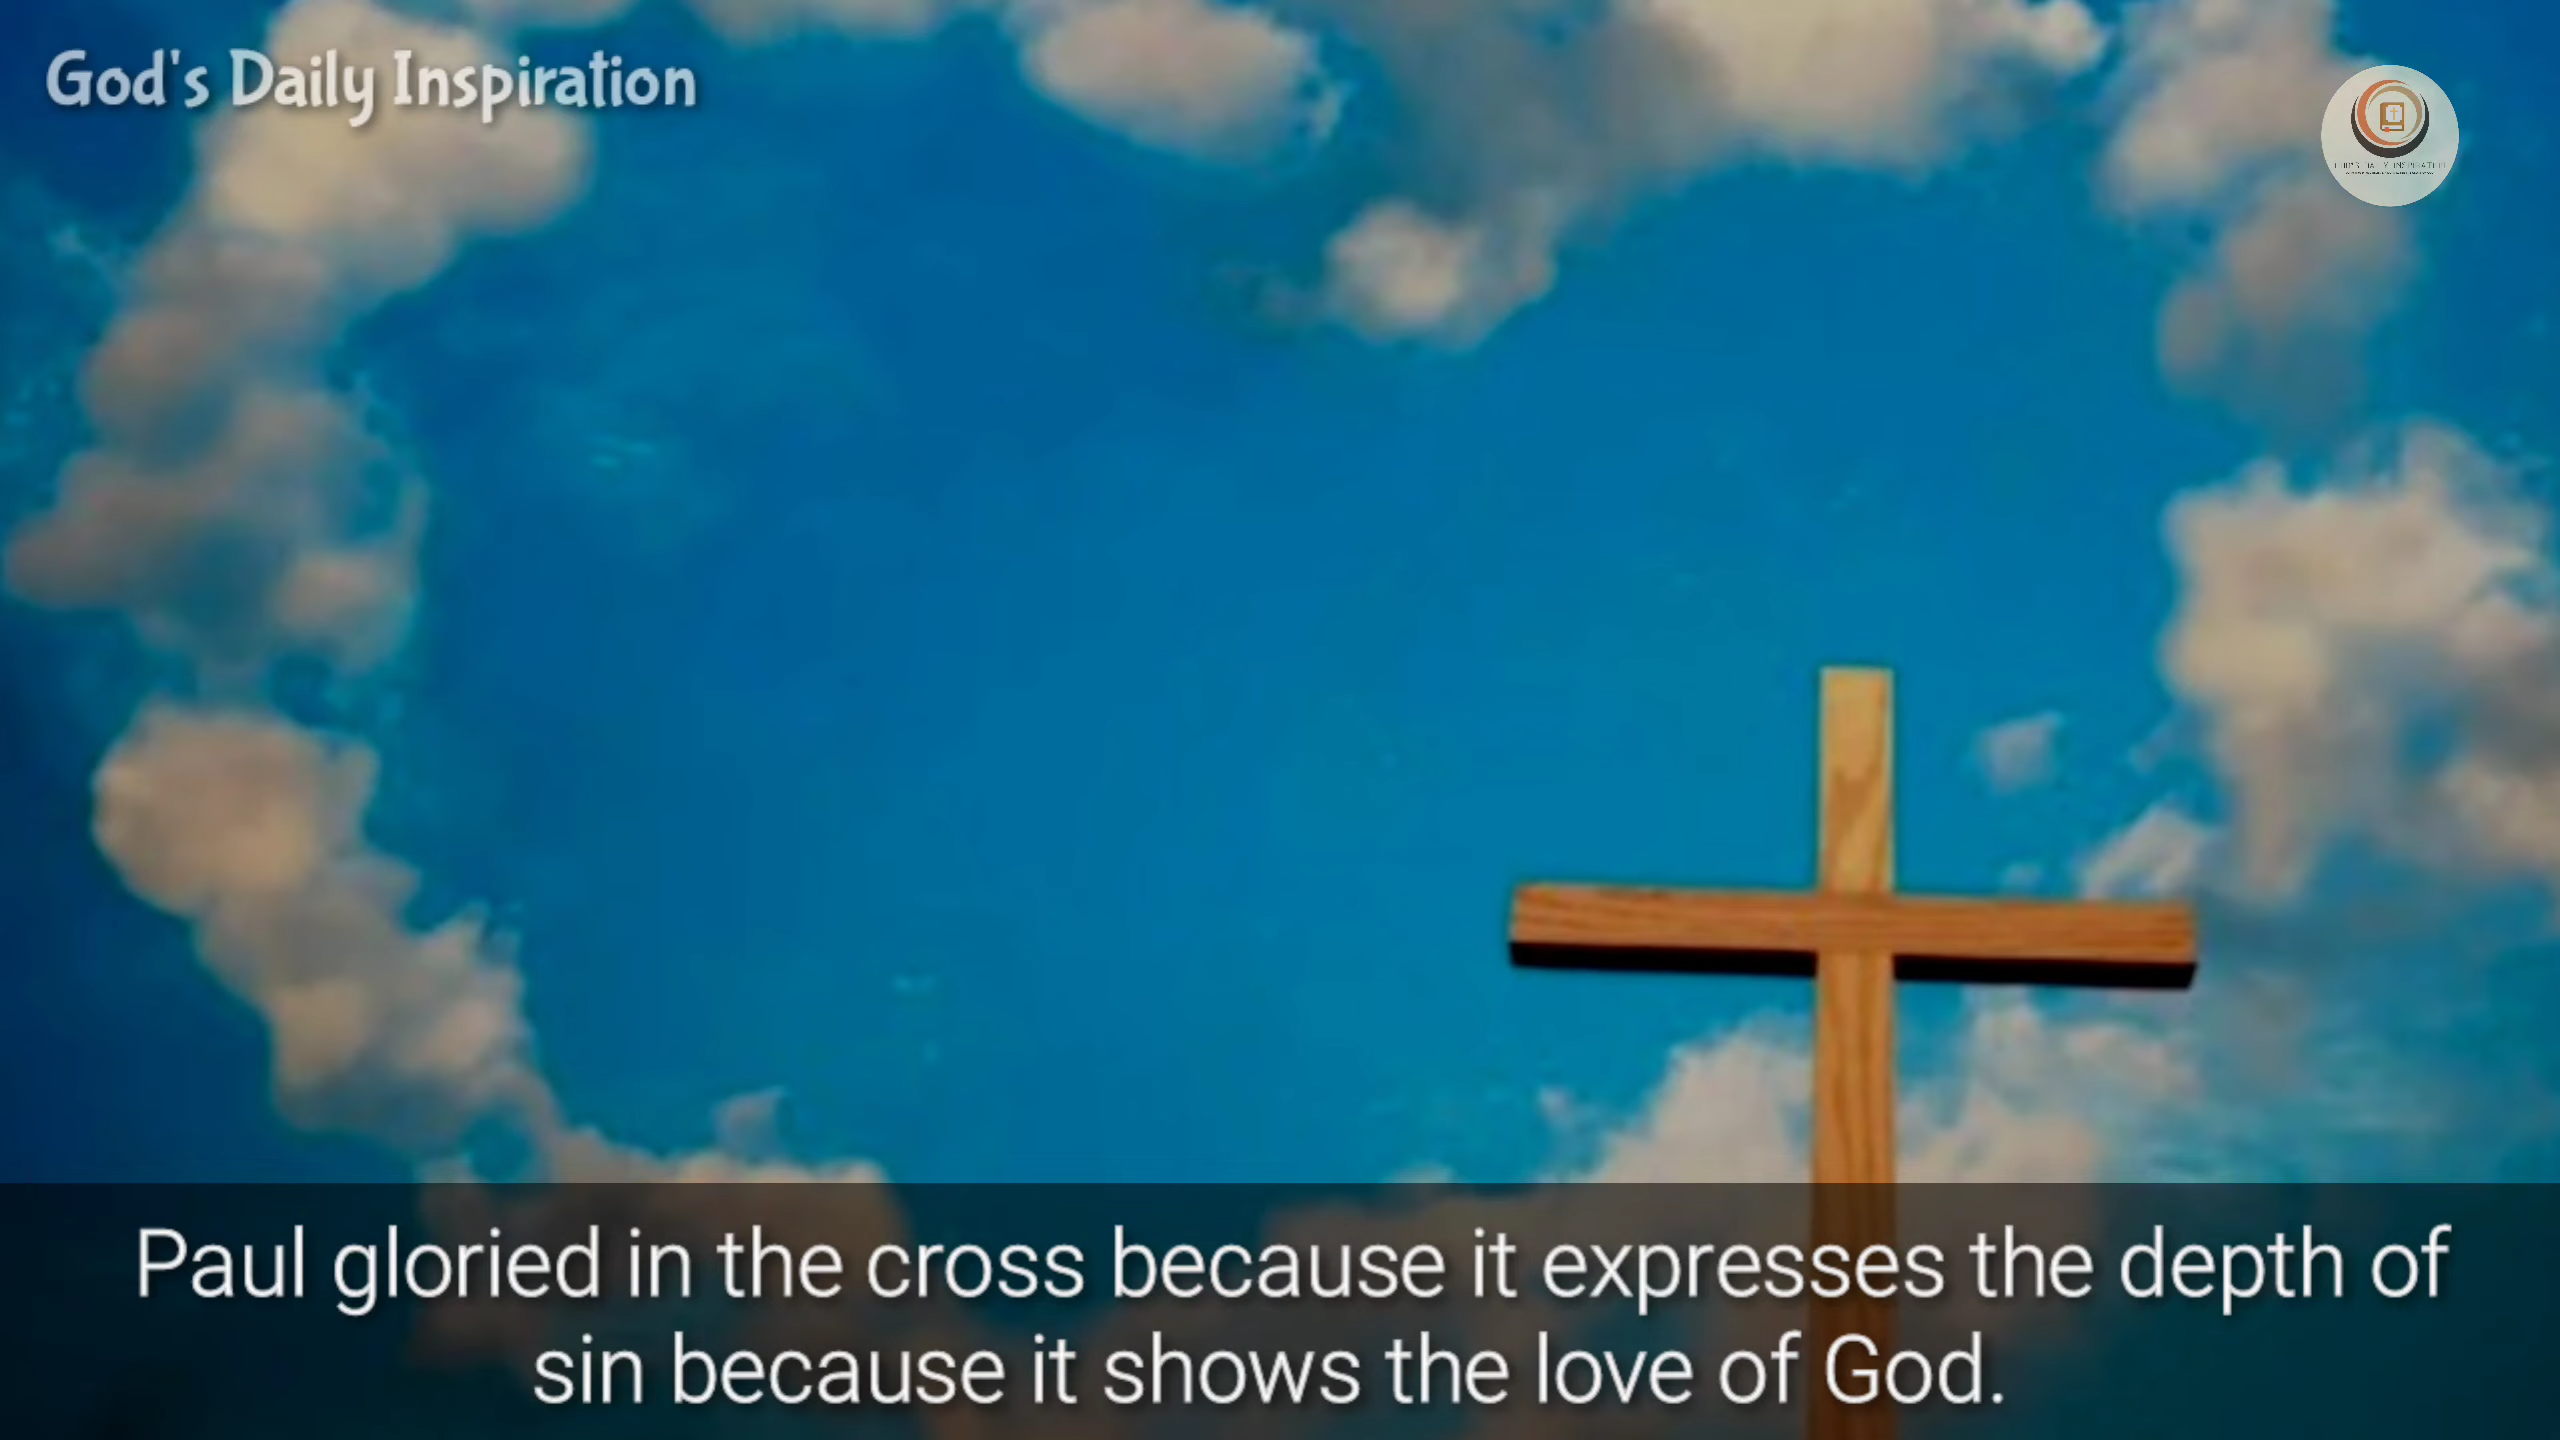 God's Daily Inspiration
Paul gloried in the cross because it expresses the depth of
sin because it shows the love of God.